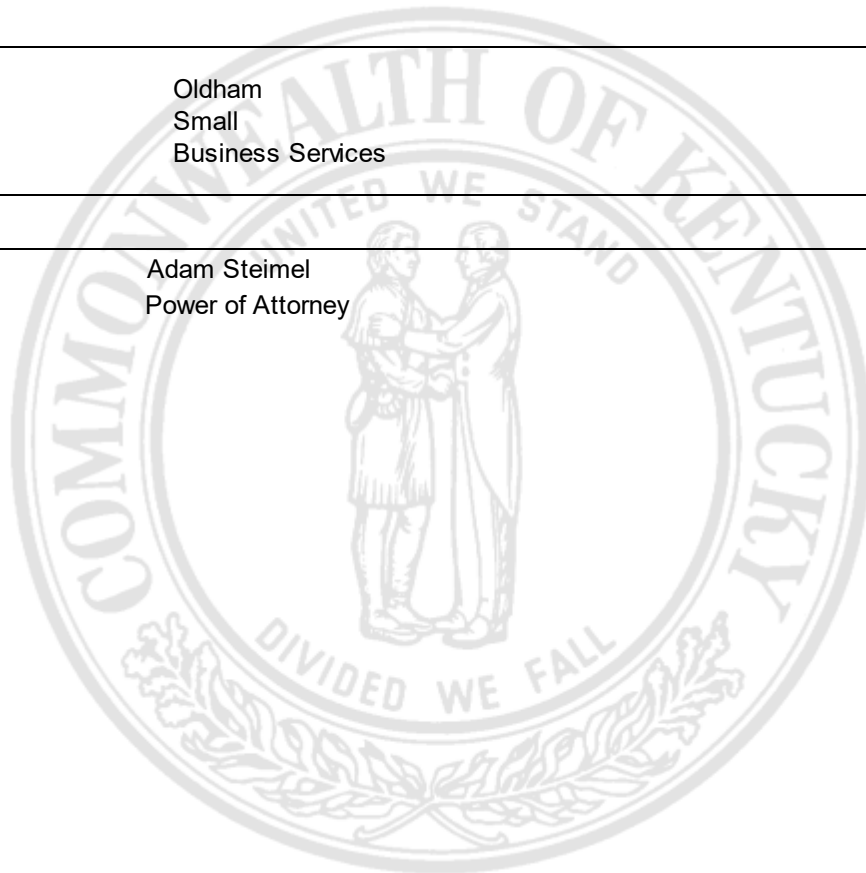 Oldham
Small
Business Services
Adam Steimel
Power of Attorney
COMMONWEALTH OF KENTUCKY
UNITED WE STAND
DIVIDED WE FALL